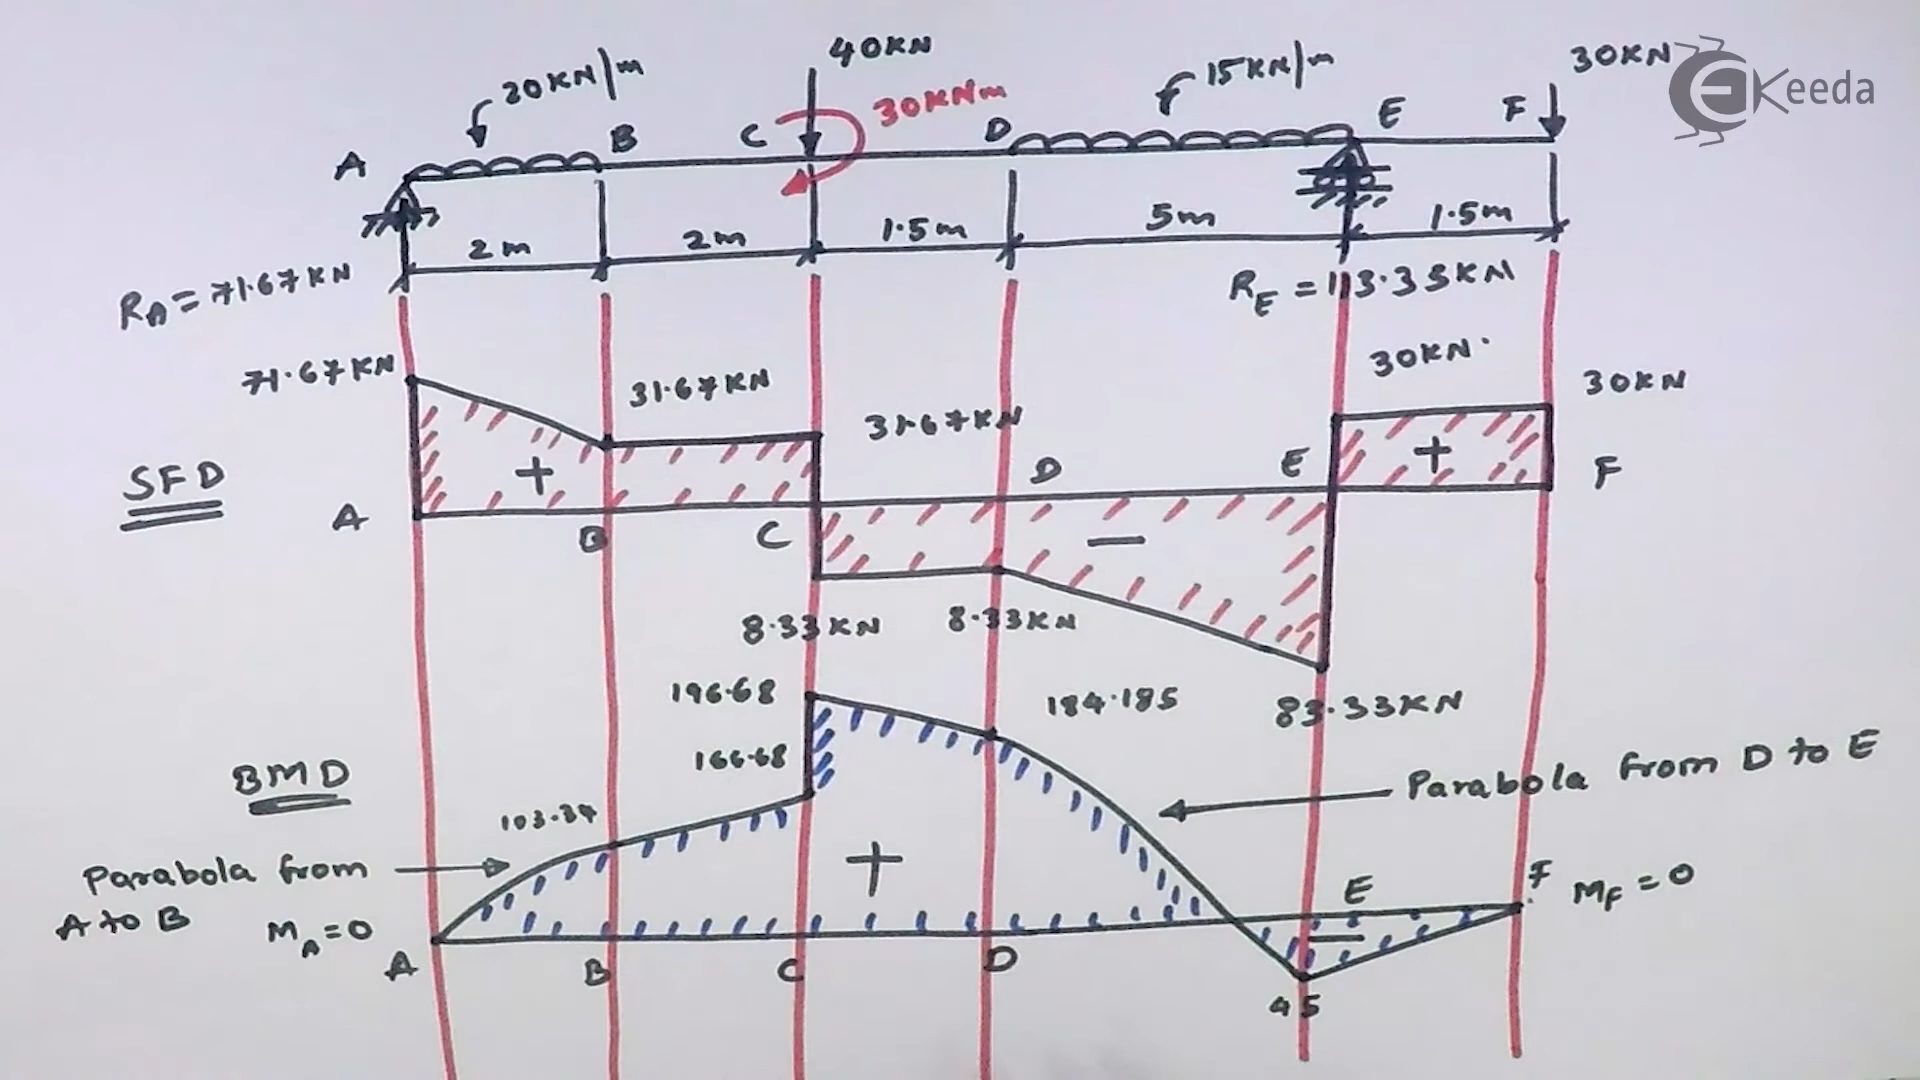 40KN
30KN
EKeeda
20KN/m
30KNm
15KN/m
A
B
C
D
E
F
2m
2m
1.5m
5m
1.5m
RA = 71.67KN
RE = 113.33KN
71.67KN
31.67KN
31.67KN
30KN
30KN
SFD
+
-
+
A
B
C
D
E
F
8.33KN
8.33KN
83.33KN
BMD
196.68
166.68
184.185
103.34
Parabola from D to E
Parabola from
A to B
MA=0
+
-
E
F
MF=0
A
B
C
D
45